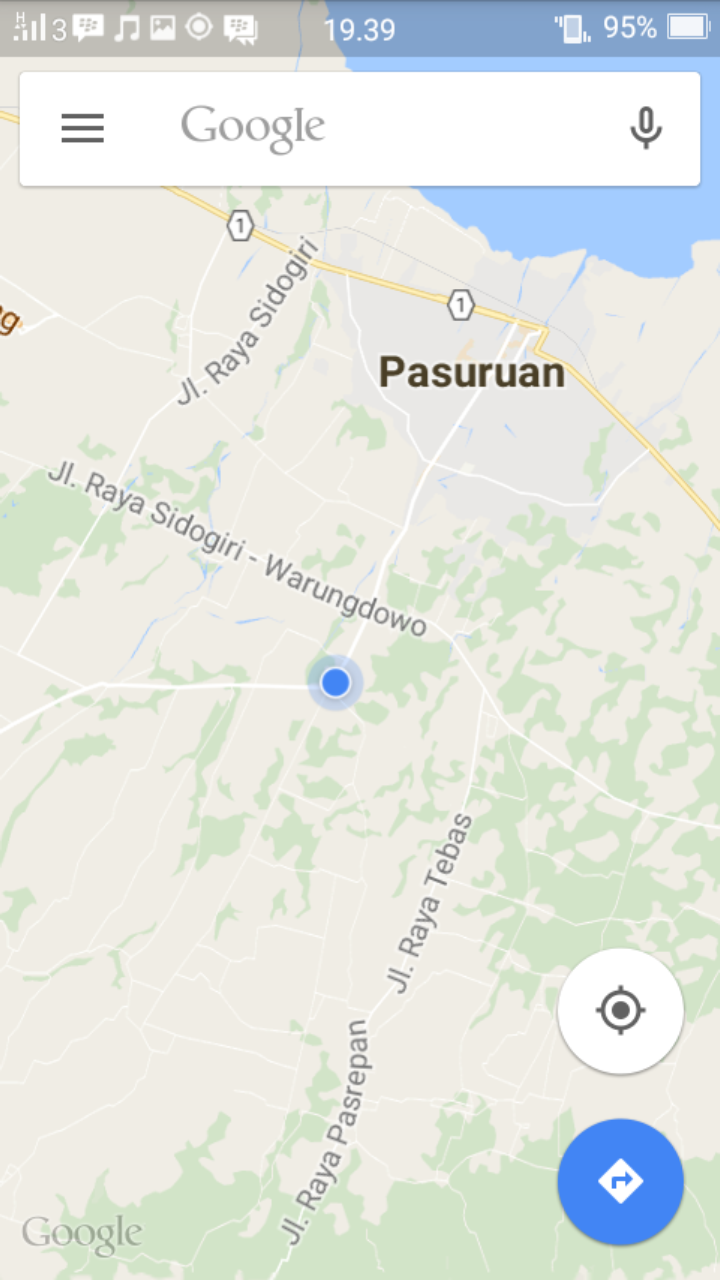 H
3
19.39
95%
Google
1
Jl. Raya Sidogiri
1
Pasuruan
Jl. Raya Sidogiri - Warungdowo
Jl. Raya Tebas
Jl. Raya Pasrepan
Google